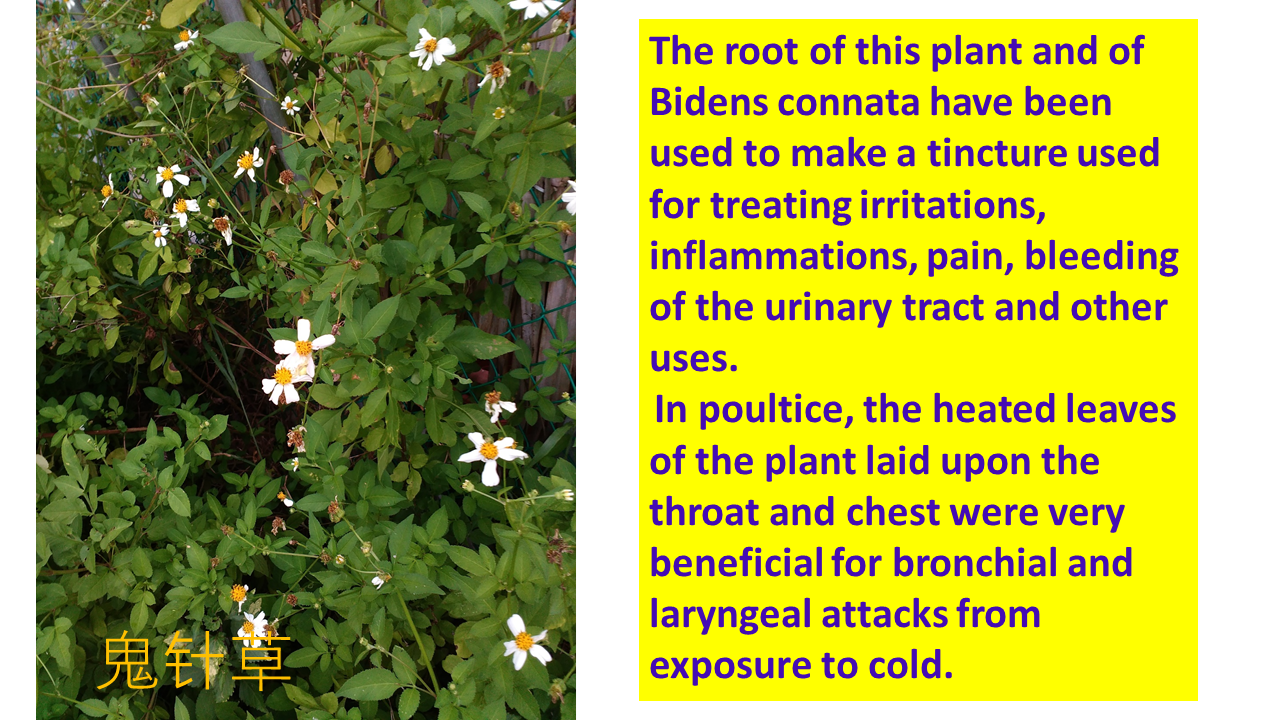 The root of this plant and of
Bidens connata have been
used to make a tincture used
for treating irritations,
inflammations, pain, bleeding
of the urinary tract and other
uses.
In poultice, the heated leaves
of the plant laid upon the
throat and chest were very
beneficial for bronchial and
laryngeal attacks from
exposure to cold.
鬼针草